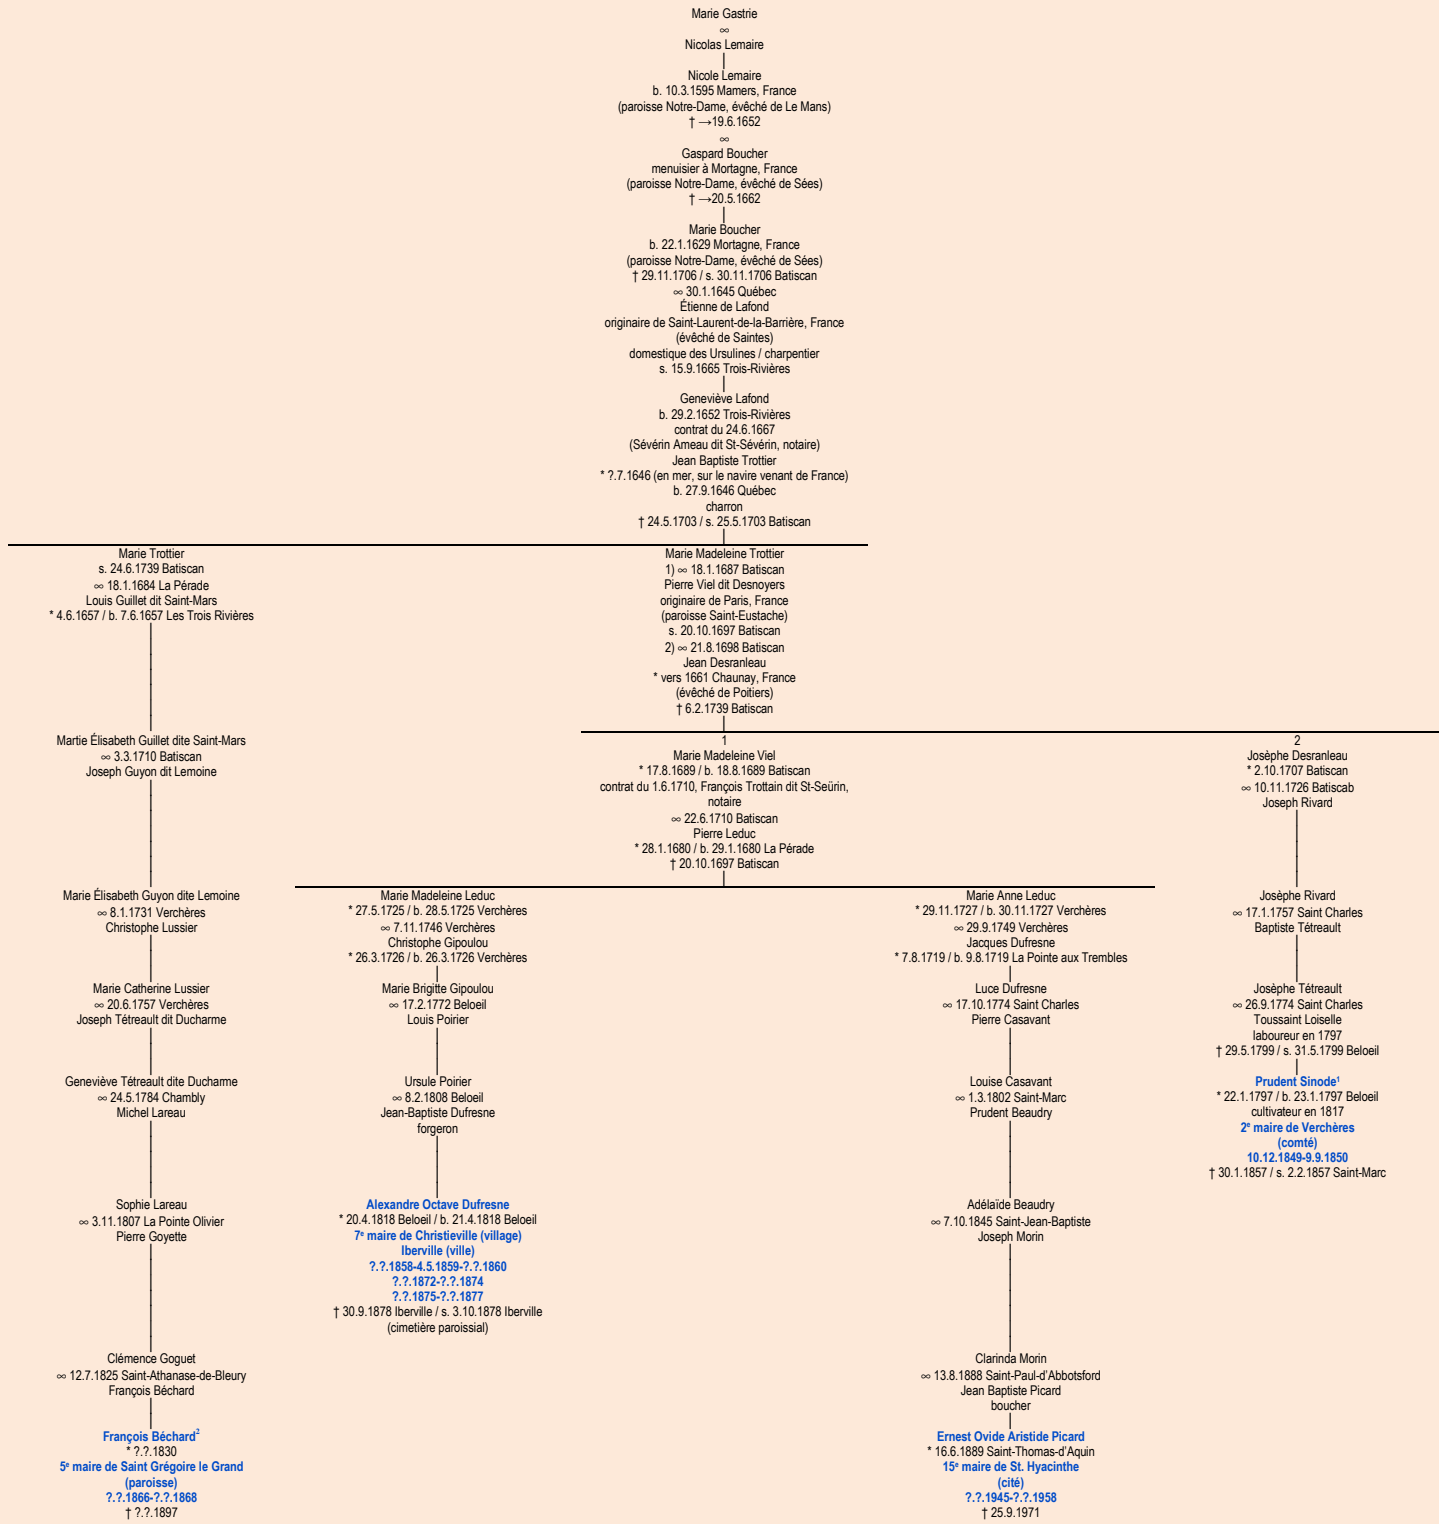 Marie Gastrie
∞
Nicolas Lemaire
Nicole Lemaire
b. 10.3.1595 Mamers, France
(paroisse Notre-Dame, évêché de Le Mans)
† →19.6.1652
∞
Gaspard Boucher
menuisier à Mortagne, France
(paroisse Notre-Dame, évêché de Sées)
† →20.5.1662
Marie Boucher
b. 22.1.1629 Mortagne, France
(paroisse Notre-Dame, évêché de Sées)
† 29.11.1706 / s. 30.11.1706 Batiscan
∞ 30.1.1645 Québec
Étienne de Lafond
originaire de Saint-Laurent-de-la-Barrière, France
(évêché de Saintes)
domestique des Ursulines / charpentier
s. 15.9.1665 Trois-Rivières
Geneviève Lafond
b. 29.2.1652 Trois-Rivières
contrat du 24.6.1667
(Sévérin Ameau dit St-Sévérin, notaire)
Jean Baptiste Trottier
* ?.7.1646 (en mer, sur le navire venant de France)
b. 27.9.1646 Québec
charron
† 24.5.1703 / s. 25.5.1703 Batiscan
Marie Trottier
s. 24.6.1739 Batiscan
∞ 18.1.1684 La Pérade
Louis Guillet dit Saint-Mars
* 4.6.1657 / b. 7.6.1657 Les Trois Rivières
Marie Madeleine Trottier
1) ∞ 18.1.1687 Batiscan
Pierre Viel dit Desnoyers
originaire de Paris, France
(paroisse Saint-Eustache)
s. 20.10.1697 Batiscan
2) ∞ 21.8.1698 Batiscan
Jean Desranleau
* vers 1661 Chaunay, France
(évêché de Poitiers)
† 6.2.1739 Batiscan
Martie Élisabeth Guillet dite Saint-Mars
∞ 3.3.1710 Batiscan
Joseph Guyon dit Lemoine
1
Marie Madeleine Viel
* 17.8.1689 / b. 18.8.1689 Batiscan
contrat du 1.6.1710, François Trottain dit St-Seürin,
notaire
∞ 22.6.1710 Batiscan
Pierre Leduc
* 28.1.1680 / b. 29.1.1680 La Pérade
† 20.10.1697 Batiscan
2
Josèphe Desranleau
* 2.10.1707 Batiscan
∞ 10.11.1726 Batiscab
Joseph Rivard
Marie Élisabeth Guyon dite Lemoine
∞ 8.1.1731 Verchères
Christophe Lussier
Marie Madeleine Leduc
* 27.5.1725 / b. 28.5.1725 Verchères
∞ 7.11.1746 Verchères
Christophe Gipoulou
* 26.3.1726 / b. 26.3.1726 Verchères
Marie Anne Leduc
* 29.11.1727 / b. 30.11.1727 Verchères
∞ 29.9.1749 Verchères
Jacques Dufresne
* 7.8.1719 / b. 9.8.1719 La Pointe aux Trembles
Josèphe Rivard
∞ 17.1.1757 Saint Charles
Baptiste Tétreault
Marie Catherine Lussier
∞ 20.6.1757 Verchères
Joseph Tétreault dit Ducharme
Marie Brigitte Gipoulou
∞ 17.2.1772 Beloeil
Louis Poirier
Luce Dufresne
∞ 17.10.1774 Saint Charles
Pierre Casavant
Josèphe Tétreault
∞ 26.9.1774 Saint Charles
Toussaint Loiselle
laboureur en 1797
† 29.5.1799 / s. 31.5.1799 Beloeil
Geneviève Tétreault dite Ducharme
∞ 24.5.1784 Chambly
Michel Lareau
Ursule Poirier
∞ 8.2.1808 Beloeil
Jean-Baptiste Dufresne
forgeron
Louise Casavant
∞ 1.3.1802 Saint-Marc
Prudent Beaudry
Prudent Sinode¹
* 22.1.1797 / b. 23.1.1797 Beloeil
cultivateur en 1817
2e maire de Verchères
(comté)
10.12.1849-9.9.1850
† 30.1.1857 / s. 2.2.1857 Saint-Marc
Sophie Lareau
∞ 3.11.1807 La Pointe Olivier
Pierre Goyette
Alexandre Octave Dufresne
* 20.4.1818 Beloeil / b. 21.4.1818 Beloeil
7e maire de Christieville (village)
Iberville (ville)
?.?.1858-4.5.1859-?.?.1860
?.?.1872-?.?.1874
?.?.1875-?.?.1877
† 30.9.1878 Iberville / s. 3.10.1878 Iberville
(cimetière paroissial)
Adélaïde Beaudry
∞ 7.10.1845 Saint-Jean-Baptiste
Joseph Morin
Clémence Goguet
∞ 12.7.1825 Saint-Athanase-de-Bleury
François Béchard
Clarinda Morin
∞ 13.8.1888 Saint-Paul-d'Abbotsford
Jean Baptiste Picard
boucher
François Béchard²
* ?.?.1830
5e maire de Saint Grégoire le Grand
(paroisse)
?.?.1866-?.?.1868
† ?.?.1897
Ernest Ovide Aristide Picard
* 16.6.1889 Saint-Thomas-d'Aquin
15e maire de St. Hyacinthe
(cité)
?.?.1945-?.?.1958
† 25.9.1971